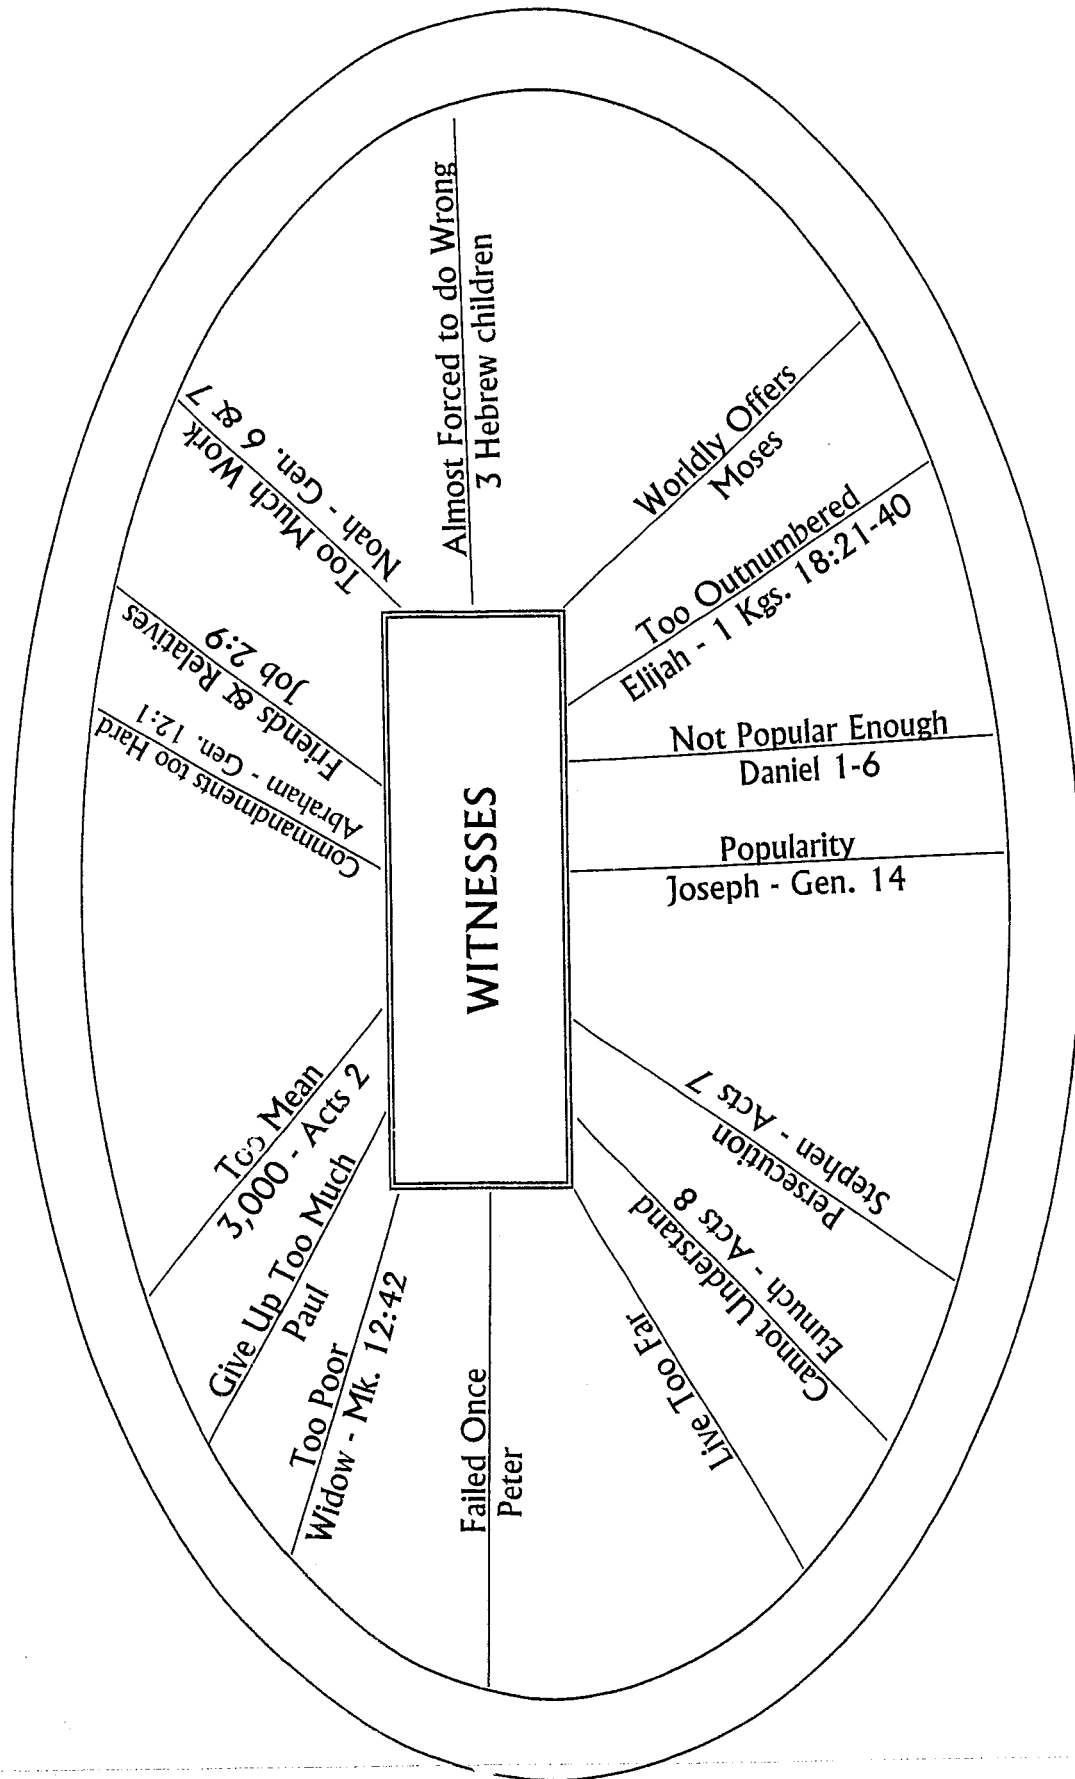 WITNESSES
Almost Forced to do Wrong
3 Hebrew children
Worldly Offers
Moses
Too Outnumbered
Elijah - 1 Kgs. 18:21-40
Not Popular Enough
Daniel 1-6
Popularity
Joseph - Gen. 14
Persecution
Stephen - Acts 7
Cannot Understand
Eunuch - Acts 8
Live Too Far
Failed Once
Peter
Too Poor
Widow - Mk. 12:42
Give Up Too Much
Paul
Too Mean
3,000 - Acts 2
Commandments too Hard
Abraham - Gen. 12:1
Friends & Relatives
Job 2:9
Too Much Work
Noah - Gen. 6 & 7